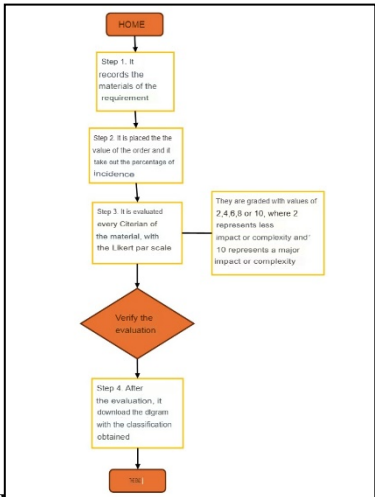 HOME
Step 1. It
records the
materials of the
requirement
Step 2. It is placed the the
value of the order and it
take out the percentage of
Incidence
Step 3. It is evaluated
every Citerian of
the material, with
the Likert par scale
They are graded with values of
2,4,6,8 or 10, where 2
represents less
impact or complexity and
10 represents a major
impact or complexity
Verify the
evaluation
Step 4. After
the evaluation, it
download the digram
with the classification
obtained